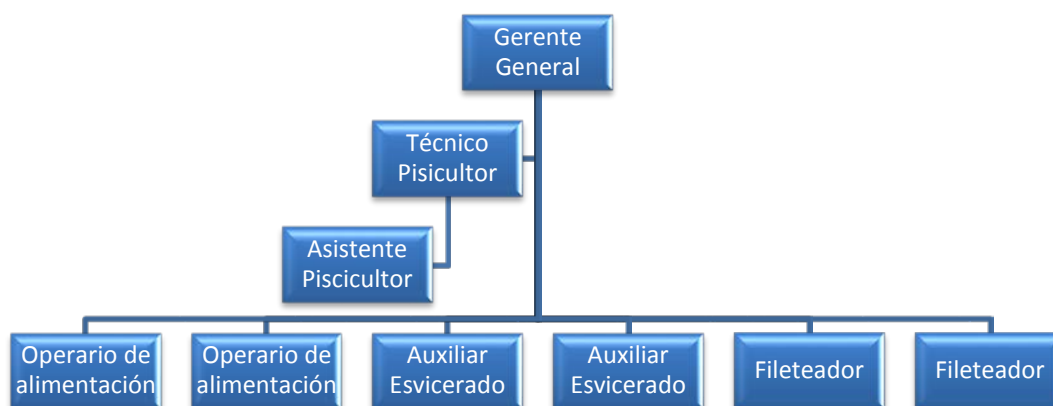 Gerente
General
Técnico
Pisicultor
Asistente
Piscicultor
Operario de
alimentación
Operario de
alimentación
Auxiliar
Esvicerado
Auxiliar
Esvicerado
Fileteador
Fileteador